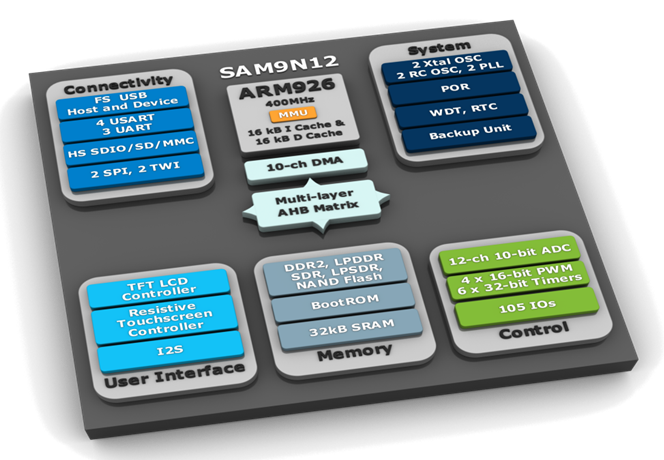 SAM9N12
Connectivity
FS USB
Host and Device
4 USART
3 UART
HS SDIO/SD/MMC
2 SPI, 2 TWI
ARM926
400MHz
MMU
16 kB I Cache &
16 kB D Cache
10-ch DMA
Multi-layer
AHB Matrix
System
2 Xtal OSC
2 RC OSC, 2 PLL
POR
WDT, RTC
Backup Unit
TFT LCD
Controller
Resistive
Touchscreen
Controller
I2S
User Interface
DDR2, LPDDR
SDR, LPSDR,
NAND Flash
BootROM
32kB SRAM
Memory
12-ch 10-bit ADC
4 x 16-bit PWM
6 x 32-bit Timers
105 IOs
Control